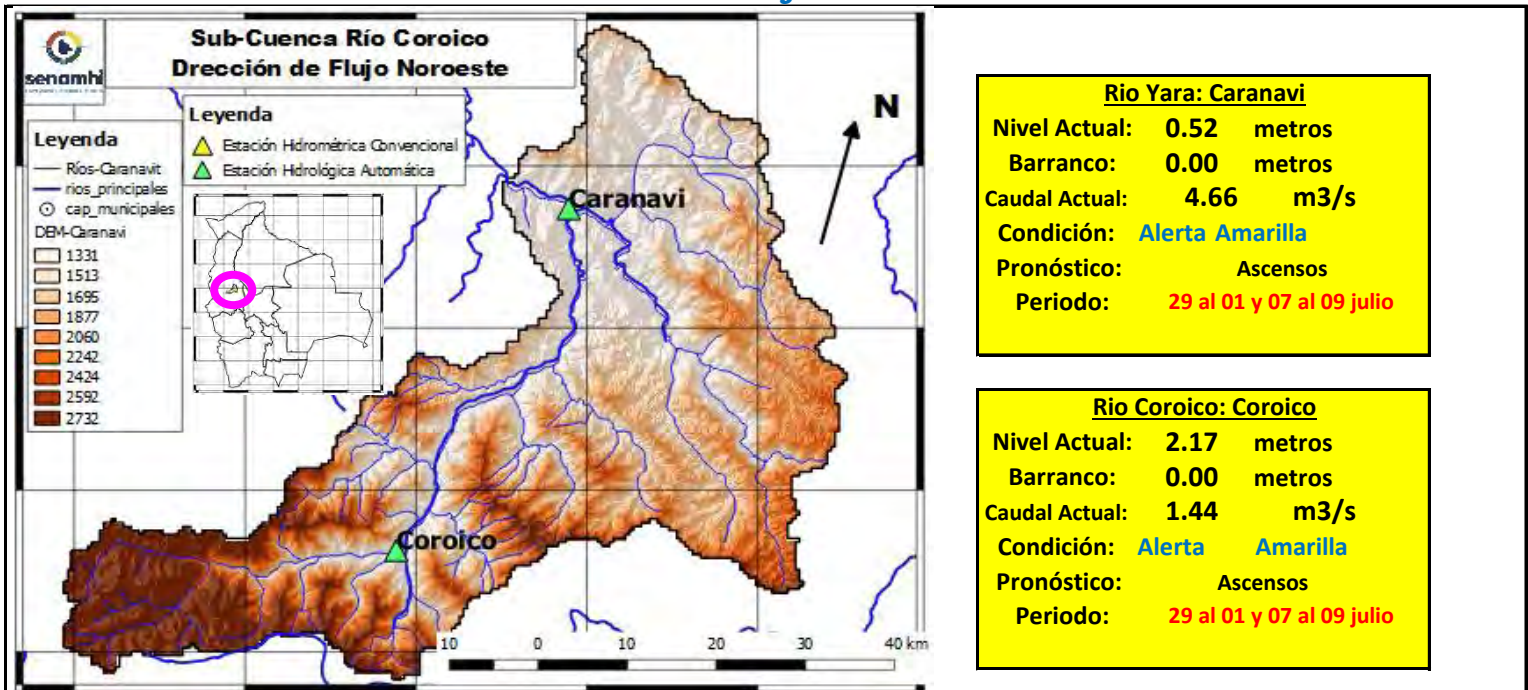 senamhi
Sub-Cuenca Río Coroico
Drección de Flujo Noroeste
Leyenda
Ríos-Caranavit
rios_principales
cap_municipales
DEM-Caranavi
1331
1513
1695
1877
2060
2242
2424
2592
2732
Leyenda
Estación Hidrométrica Convencional
Estación Hidrológica Automática
N
Caranavi
Coroico
10 0 10 20 30 40 km
Rio Yara: Caranavi
Nivel Actual: 0.52 metros
Barranco: 0.00 metros
Caudal Actual: 4.66 m3/s
Condición: Alerta Amarilla
Pronóstico: Ascensos
Periodo: 29 al 01 y 07 al 09 julio
Rio Coroico: Coroico
Nivel Actual: 2.17 metros
Barranco: 0.00 metros
Caudal Actual: 1.44 m3/s
Condición: Alerta Amarilla
Pronóstico: Ascensos
Periodo: 29 al 01 y 07 al 09 julio